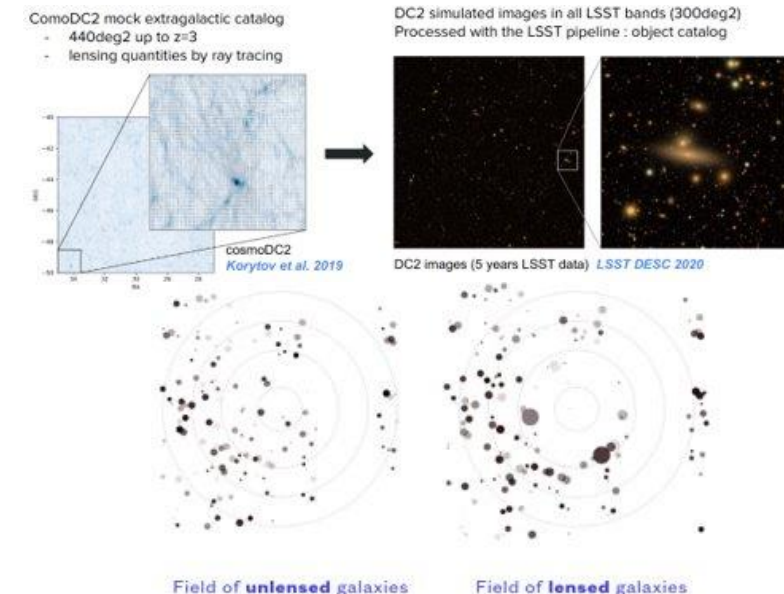 ComoDC2 mock extragalactic catalog
- 440deg2 up to z=3
- lensing quantities by ray tracing
DC2 simulated images in all LSST bands (300deg2)
Processed with the LSST pipeline : object catalog
cosmoDC2
Korytov et al. 2019
DC2 images (5 years LSST data) LSST DESC 2020
Field of unlensed galaxies
Field of lensed galaxies